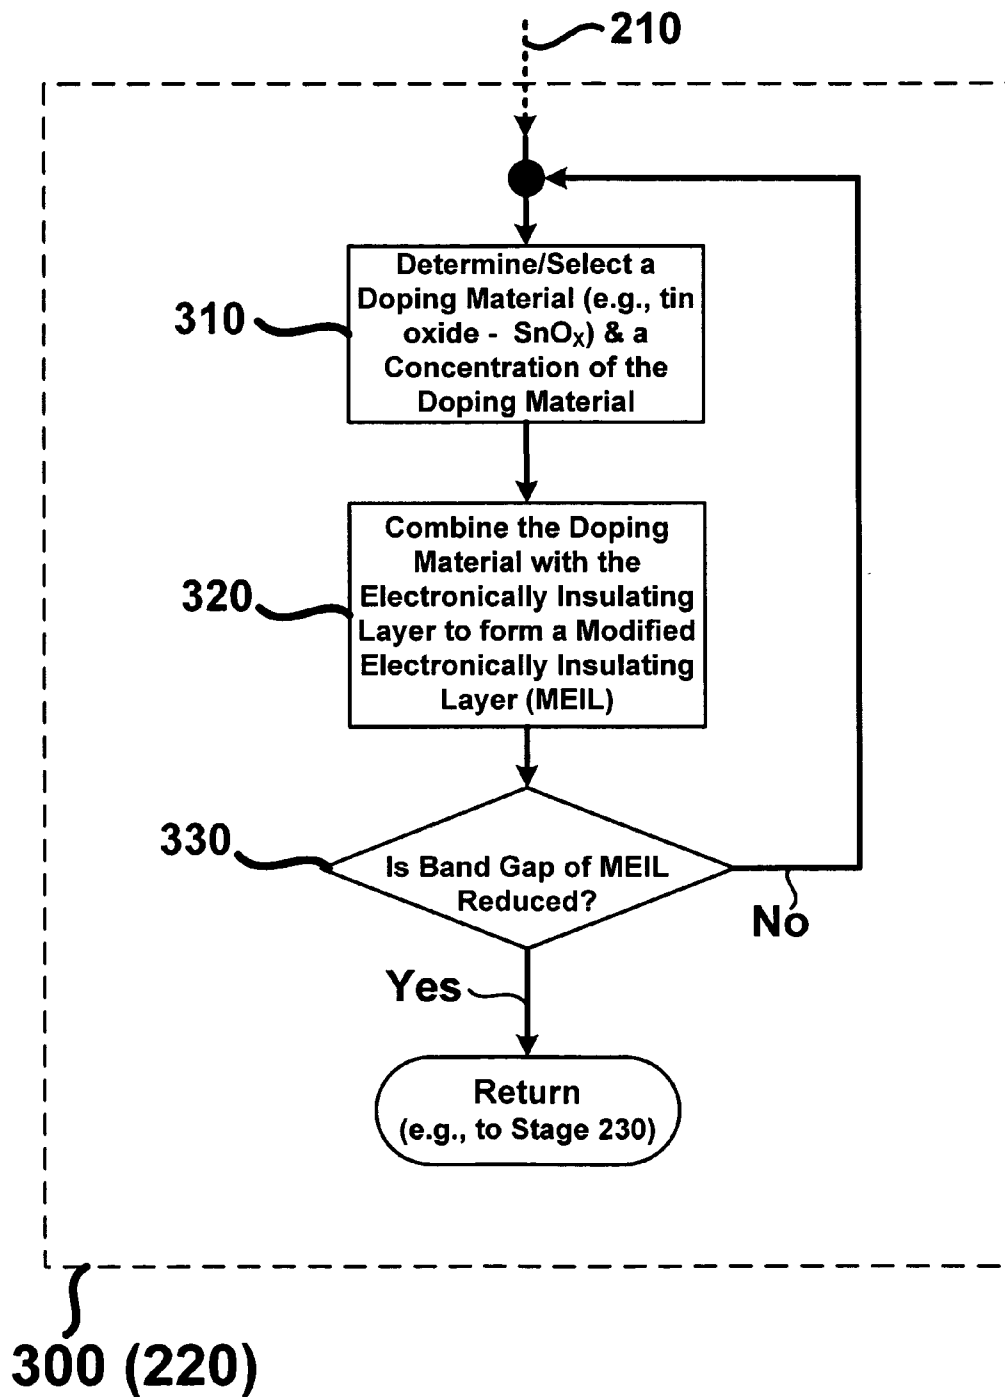 210
Determine/Select a
Doping Material (e.g., tin
oxide - SnOₓ) & a
Concentration of the
Doping Material
310
Combine the Doping
Material with the
Electronically Insulating
Layer to form a Modified
Electronically Insulating
Layer (MEIL)
320
330
Is Band Gap of MEIL
Reduced?
No
Yes
Return
(e.g., to Stage 230)
300 (220)